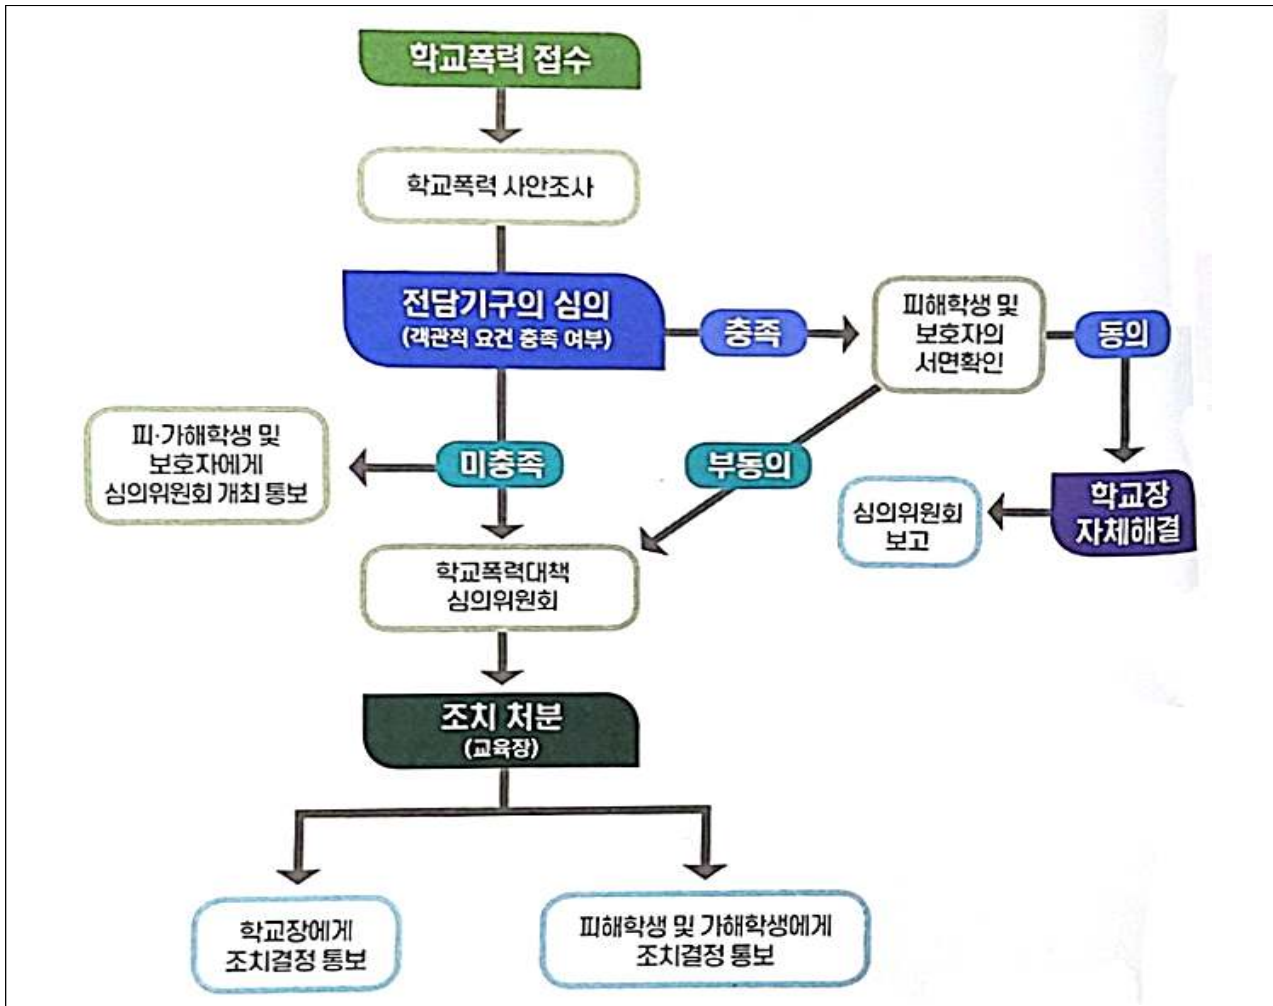 학교폭력 접수
학교폭력 사안조사
전담기구의 심의
(객관적 요건 충족 여부)
충족
피해학생 및
보호자의
서면확인
동의
피·가해학생 및
보호자에게
심의위원회 개최 통보
미충족
부동의
심의위원회
보고
학교장
자체해결
학교폭력대책
심의위원회
조치 처분
(교육장)
학교장에게
조치결정 통보
피해학생 및 가해학생에게
조치결정 통보